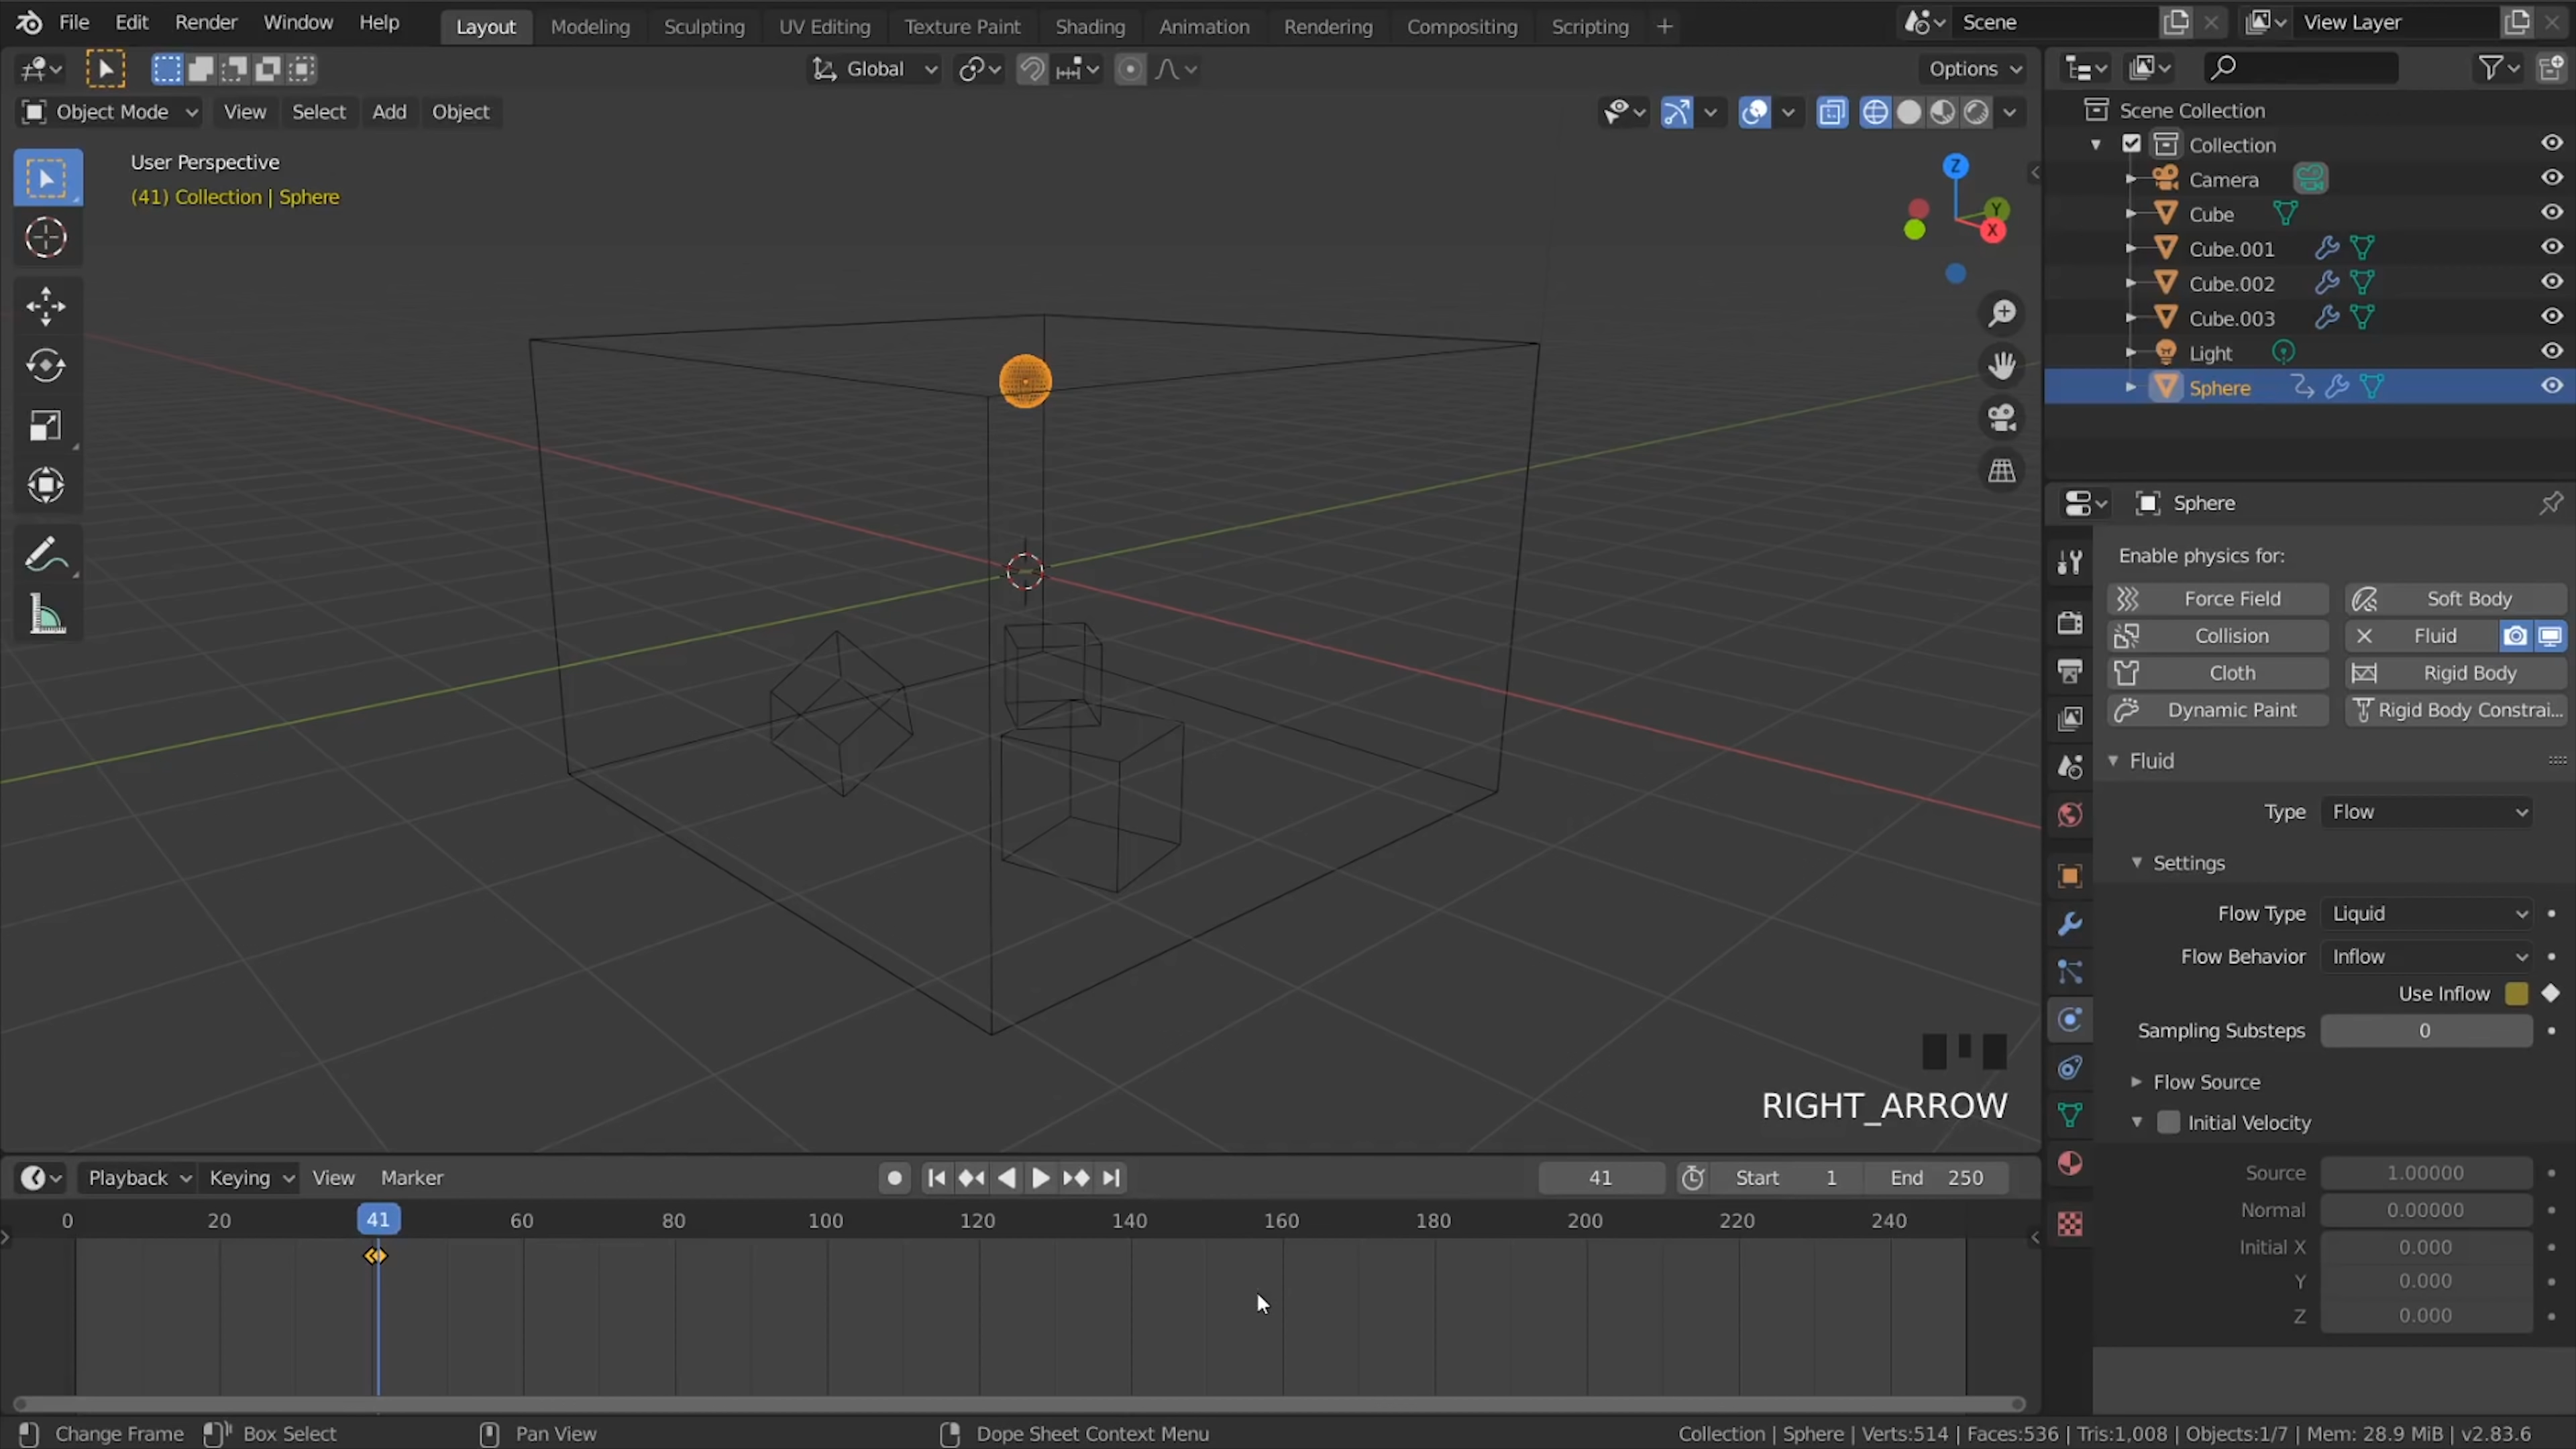 File Edit Render Window Help Layout Modeling Sculpting UV Editing Texture Paint Shading Animation Rendering Compositing Scripting + Scene View Layer
Global Options
Object Mode View Select Add Object
User Perspective
(41) Collection | Sphere
Z
Y
X
RIGHT_ARROW
Scene Collection
Collection
Camera
Cube
Cube.001
Cube.002
Cube.003
Light
Sphere
Sphere
Enable physics for:
Force Field Soft Body
Collision Fluid
Cloth Rigid Body
Dynamic Paint Rigid Body Constrai...
Fluid
Type Flow
Settings
Flow Type Liquid
Flow Behavior Inflow
Use Inflow
Sampling Substeps 0
Flow Source
Initial Velocity
Source 1.00000
Normal 0.00000
Initial X 0.000
Y 0.000
Z 0.000
Playback Keying View Marker 41 Start 1 End 250
0 20 41 60 80 100 120 140 160 180 200 220 240
Change Frame Box Select Pan View Dope Sheet Context Menu Collection | Sphere | Verts:514 | Faces:536 | Tris:1,008 | Objects:1/7 | Mem: 28.9 MiB | v2.83.6